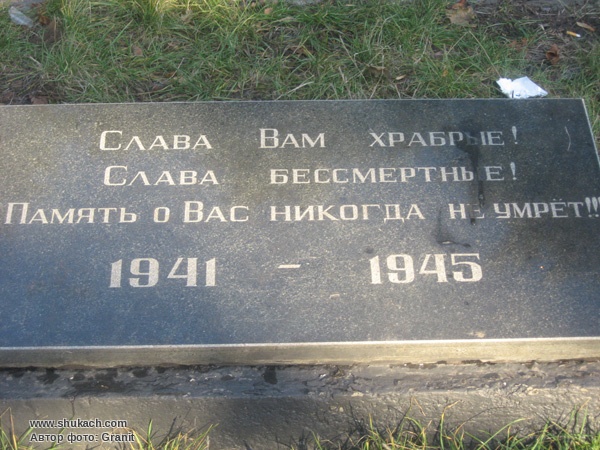 Слава Вам храбрые!
Слава бессмертные!
Память о Вас никогда не умрёт!!!
1941 - 1945
www.shukach.com
Автор фото: Granit